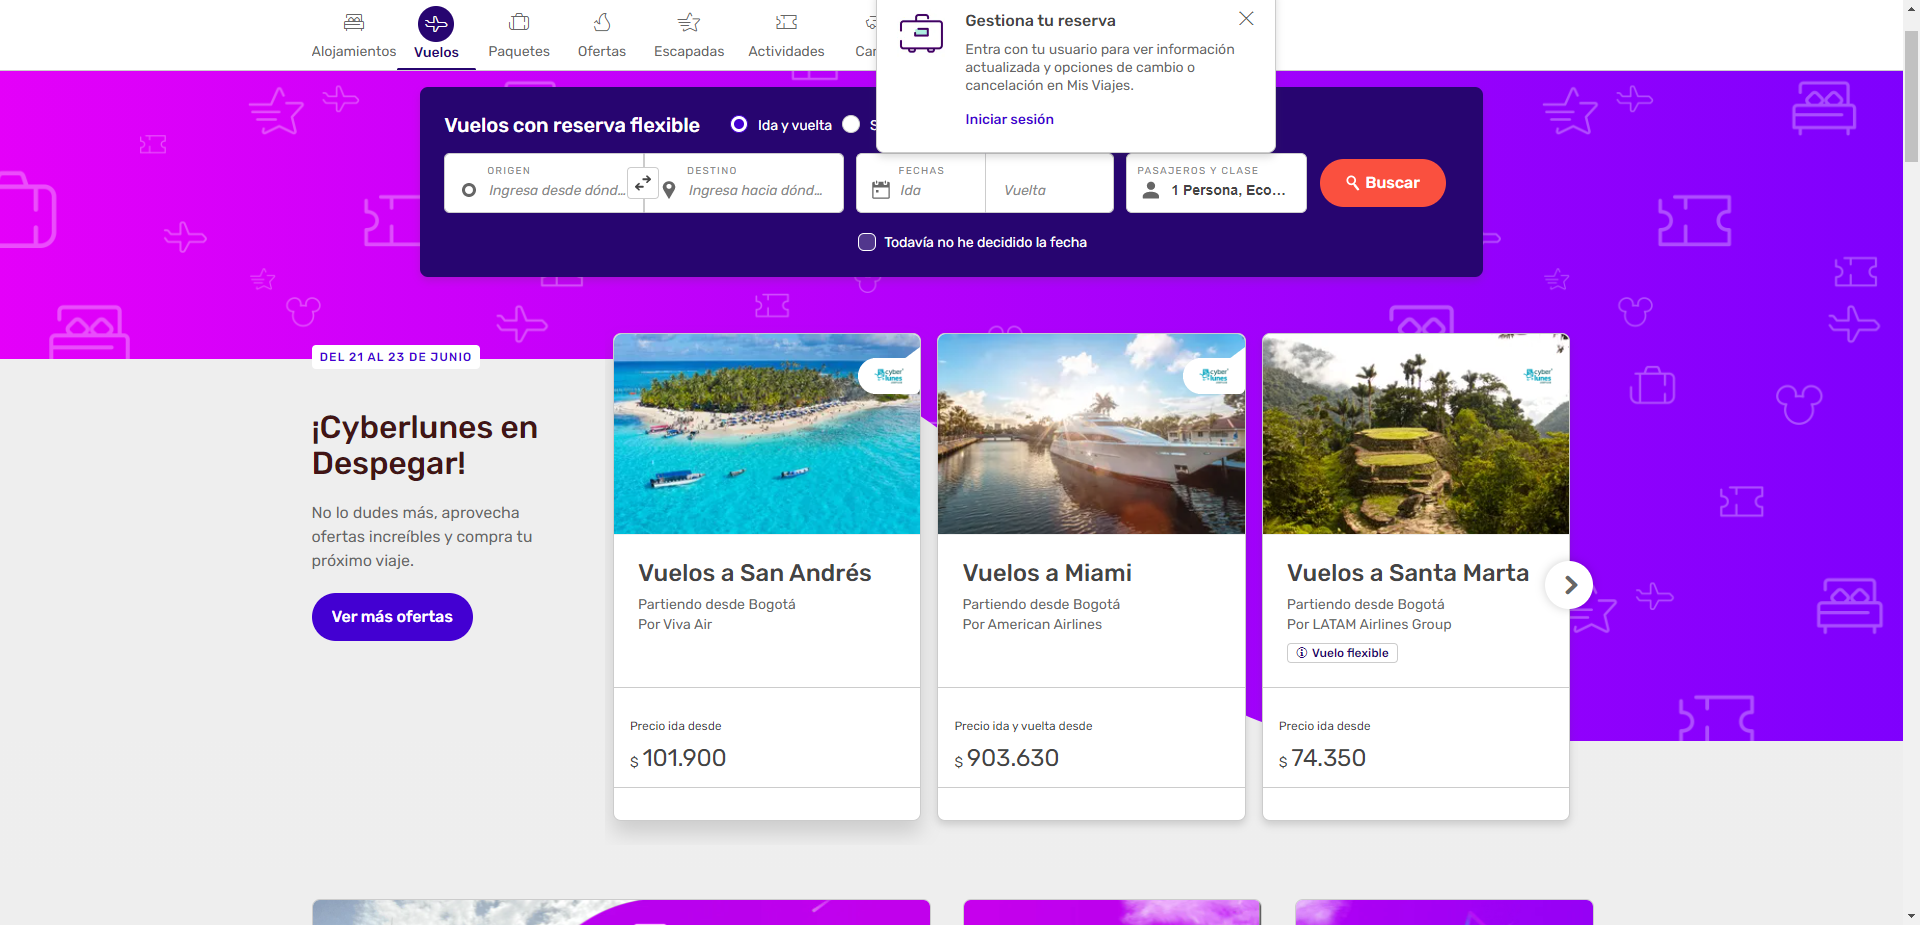 Alojamientos
Vuelos
Paquetes
Ofertas
Escapadas
Actividades
Gestiona tu reserva
Entra con tu usuario para ver información
actualizada y opciones de cambio o
cancelación en Mis Viajes.
Iniciar sesión
Vuelos con reserva flexible
Ida y vuelta
ORIGEN
Ingresa desde dónd...
DESTINO
Ingresa hacia dónd...
FECHAS
Ida
Vuelta
PASAJEROS Y CLASE
1 Persona, Eco...
Buscar
Todavía no he decidido la fecha
DEL 21 AL 23 DE JUNIO
¡Cyberlunes en
Despegar!
No lo dudes más, aprovecha
ofertas increíbles y compra tu
próximo viaje.
Ver más ofertas
cyber
lunes
Vuelos a San Andrés
Partiendo desde Bogotá
Por Viva Air
Precio ida desde
$ 101.900
cyber
lunes
Vuelos a Miami
Partiendo desde Bogotá
Por American Airlines
Precio ida y vuelta desde
$ 903.630
cyber
lunes
Vuelos a Santa Marta
Partiendo desde Bogotá
Por LATAM Airlines Group
Vuelo flexible
Precio ida desde
$ 74.350